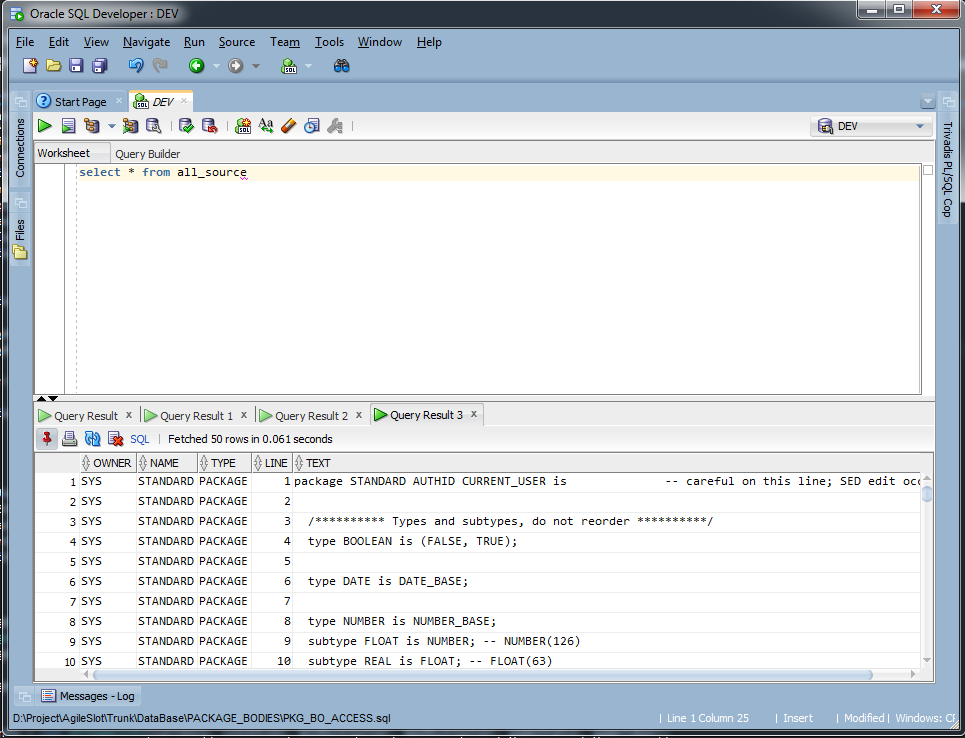 Oracle SQL Developer : DEV
File Edit View Navigate Run Source Team Tools Window Help
Start Page DEV
DEV
Connections
Files
Trivadis PL/SQL Cop
Worksheet Query Builder
select * from all_source
Query Result x Query Result 1 x Query Result 2 x Query Result 3 x
SQL | Fetched 50 rows in 0.061 seconds
OWNER NAME TYPE LINE TEXT
1 SYS STANDARD PACKAGE 1 package STANDARD AUTHID CURRENT_USER is -- careful on this line; SED edit occ
2 SYS STANDARD PACKAGE 2
3 SYS STANDARD PACKAGE 3 /********** Types and subtypes, do not reorder **********/
4 SYS STANDARD PACKAGE 4 type BOOLEAN is (FALSE, TRUE);
5 SYS STANDARD PACKAGE 5
6 SYS STANDARD PACKAGE 6 type DATE is DATE_BASE;
7 SYS STANDARD PACKAGE 7
8 SYS STANDARD PACKAGE 8 type NUMBER is NUMBER_BASE;
9 SYS STANDARD PACKAGE 9 subtype FLOAT is NUMBER; -- NUMBER(126)
10 SYS STANDARD PACKAGE 10 subtype REAL is FLOAT; -- FLOAT(63)
Messages - Log
D:\Project\AgileSlot\Trunk\DataBase\PACKAGE_BODIES\PKG_BO_ACCESS.sql | Line 1 Column 25 | Insert | Modified | Windows: CR